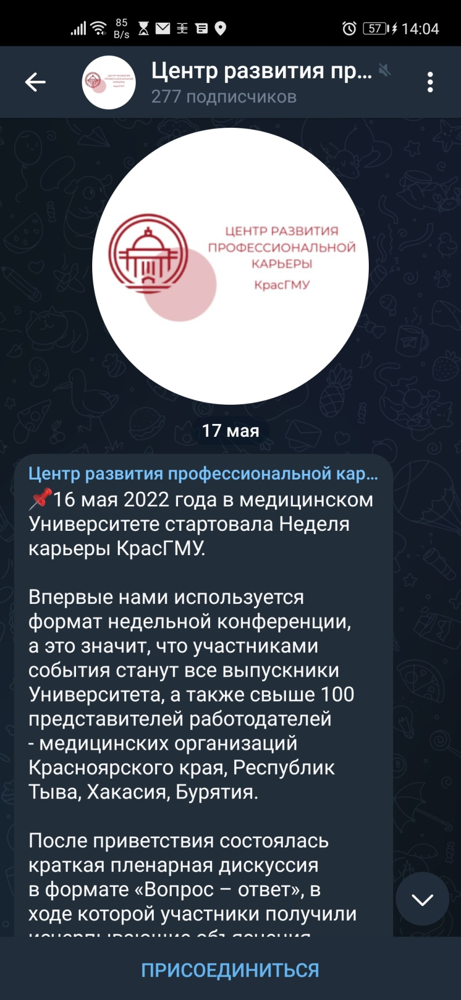 85
B/s
57
14:04
Центр развития пр...
277 подписчиков
ЦЕНТР РАЗВИТИЯ
ПРОФЕССИОНАЛЬНОЙ
КАРЬЕРЫ
КрасГМУ
17 мая
Центр развития профессиональной кар...
📌16 мая 2022 года в медицинском
Университете стартовала Неделя
карьеры КрасГМУ.
Впервые нами используется
формат недельной конференции,
а это значит, что участниками
события станут все выпускники
Университета, а также свыше 100
представителей работодателей
- медицинских организаций
Красноярского края, Республик
Тыва, Хакасия, Бурятия.
После приветствия состоялась
краткая пленарная дискуссия
в формате «Вопрос – ответ», в
ходе которой участники получили
исчерпывающие объяснения
ПРИСОЕДИНИТЬСЯ